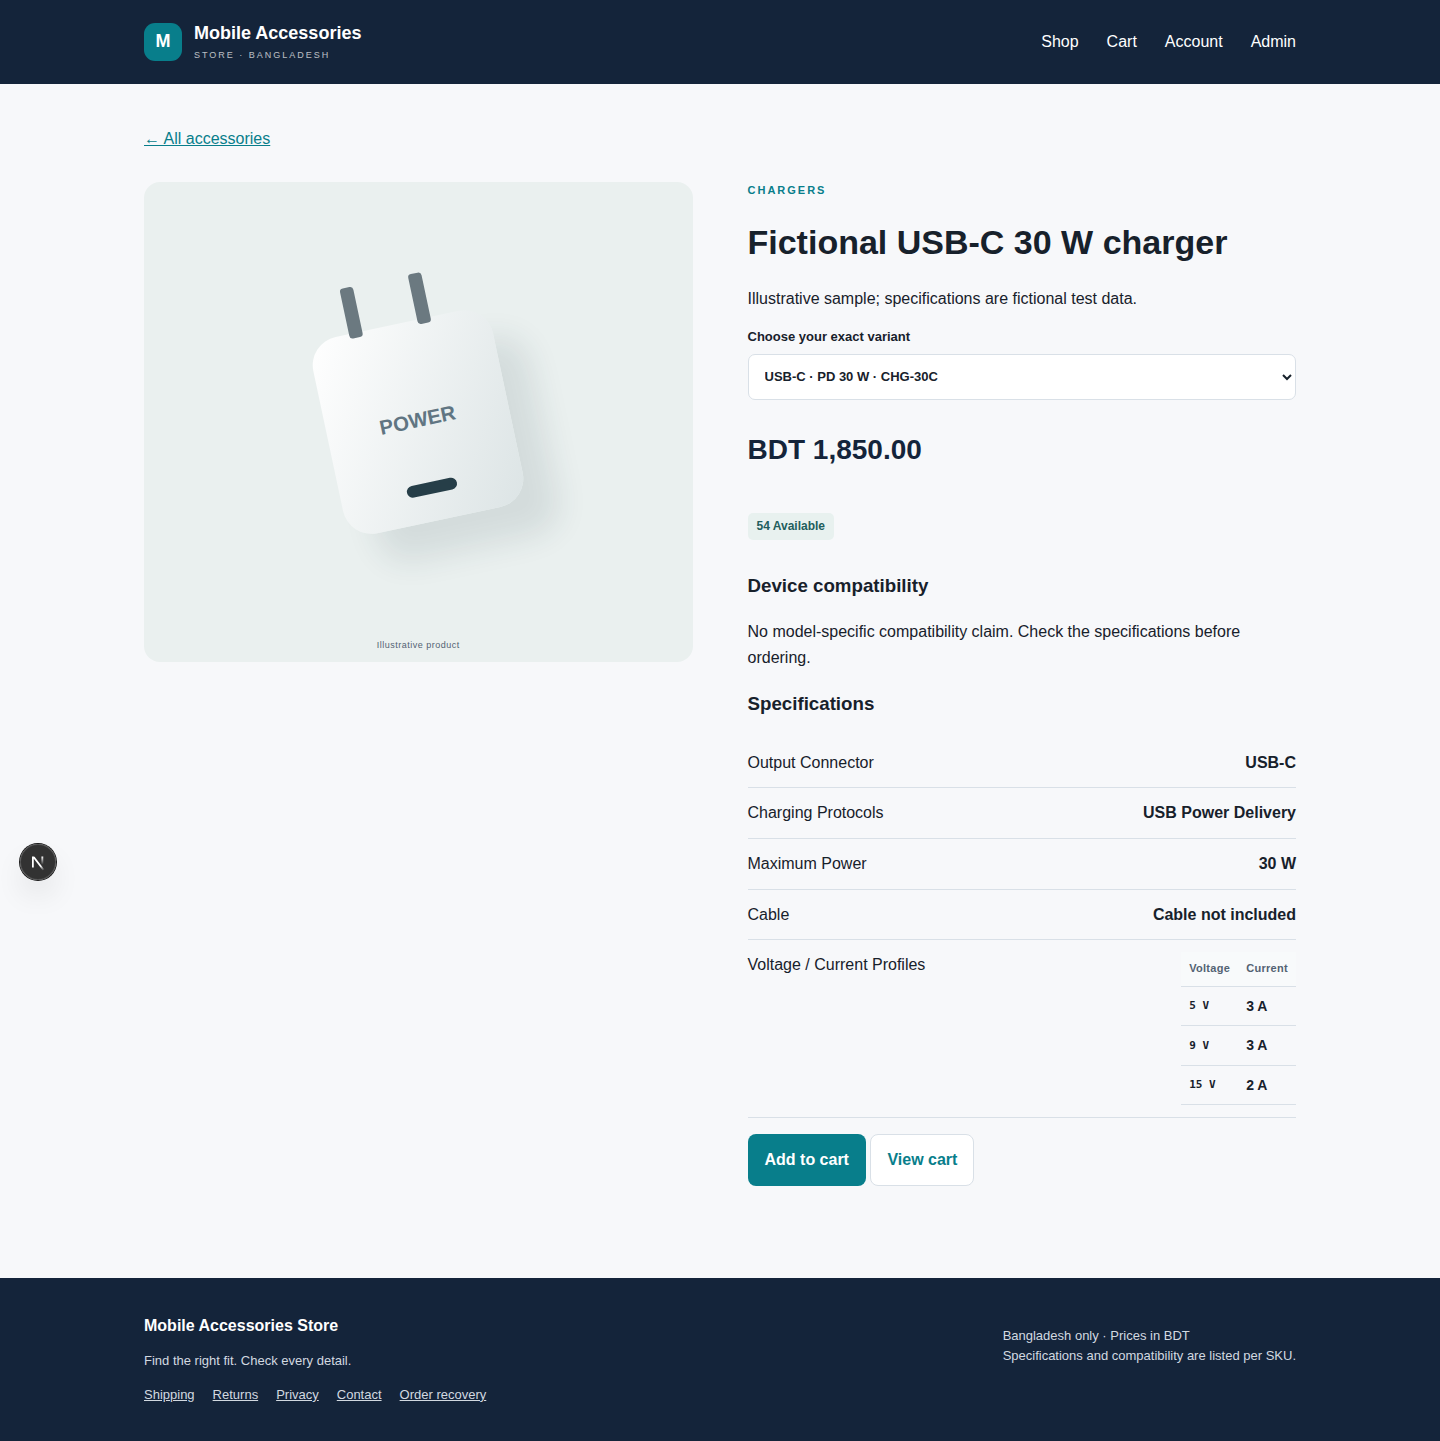 M
Mobile Accessories
STORE · BANGLADESH
Shop Cart Account Admin
← All accessories
POWER
Illustrative product
CHARGERS
Fictional USB-C 30 W charger
Illustrative sample; specifications are fictional test data.
Choose your exact variant
USB-C · PD 30 W · CHG-30C
BDT 1,850.00
54 Available
Device compatibility
No model-specific compatibility claim. Check the specifications before
ordering.
Specifications
Output Connector USB-C
Charging Protocols USB Power Delivery
Maximum Power 30 W
Cable Cable not included
Voltage / Current Profiles
Voltage Current
5 V 3 A
9 V 3 A
15 V 2 A
Add to cart View cart
N
Mobile Accessories Store
Find the right fit. Check every detail.
Shipping Returns Privacy Contact Order recovery
Bangladesh only · Prices in BDT
Specifications and compatibility are listed per SKU.